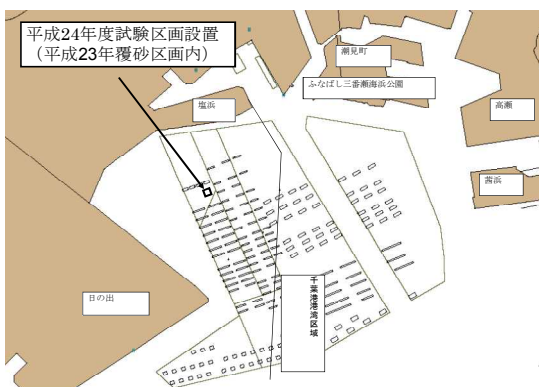 平成24年度試験区画設置
（平成23年覆砂区画内）
潮見町
ふなばし三番瀬海浜公園
塩浜
高瀬
茜浜
日の出
千葉港港湾区域